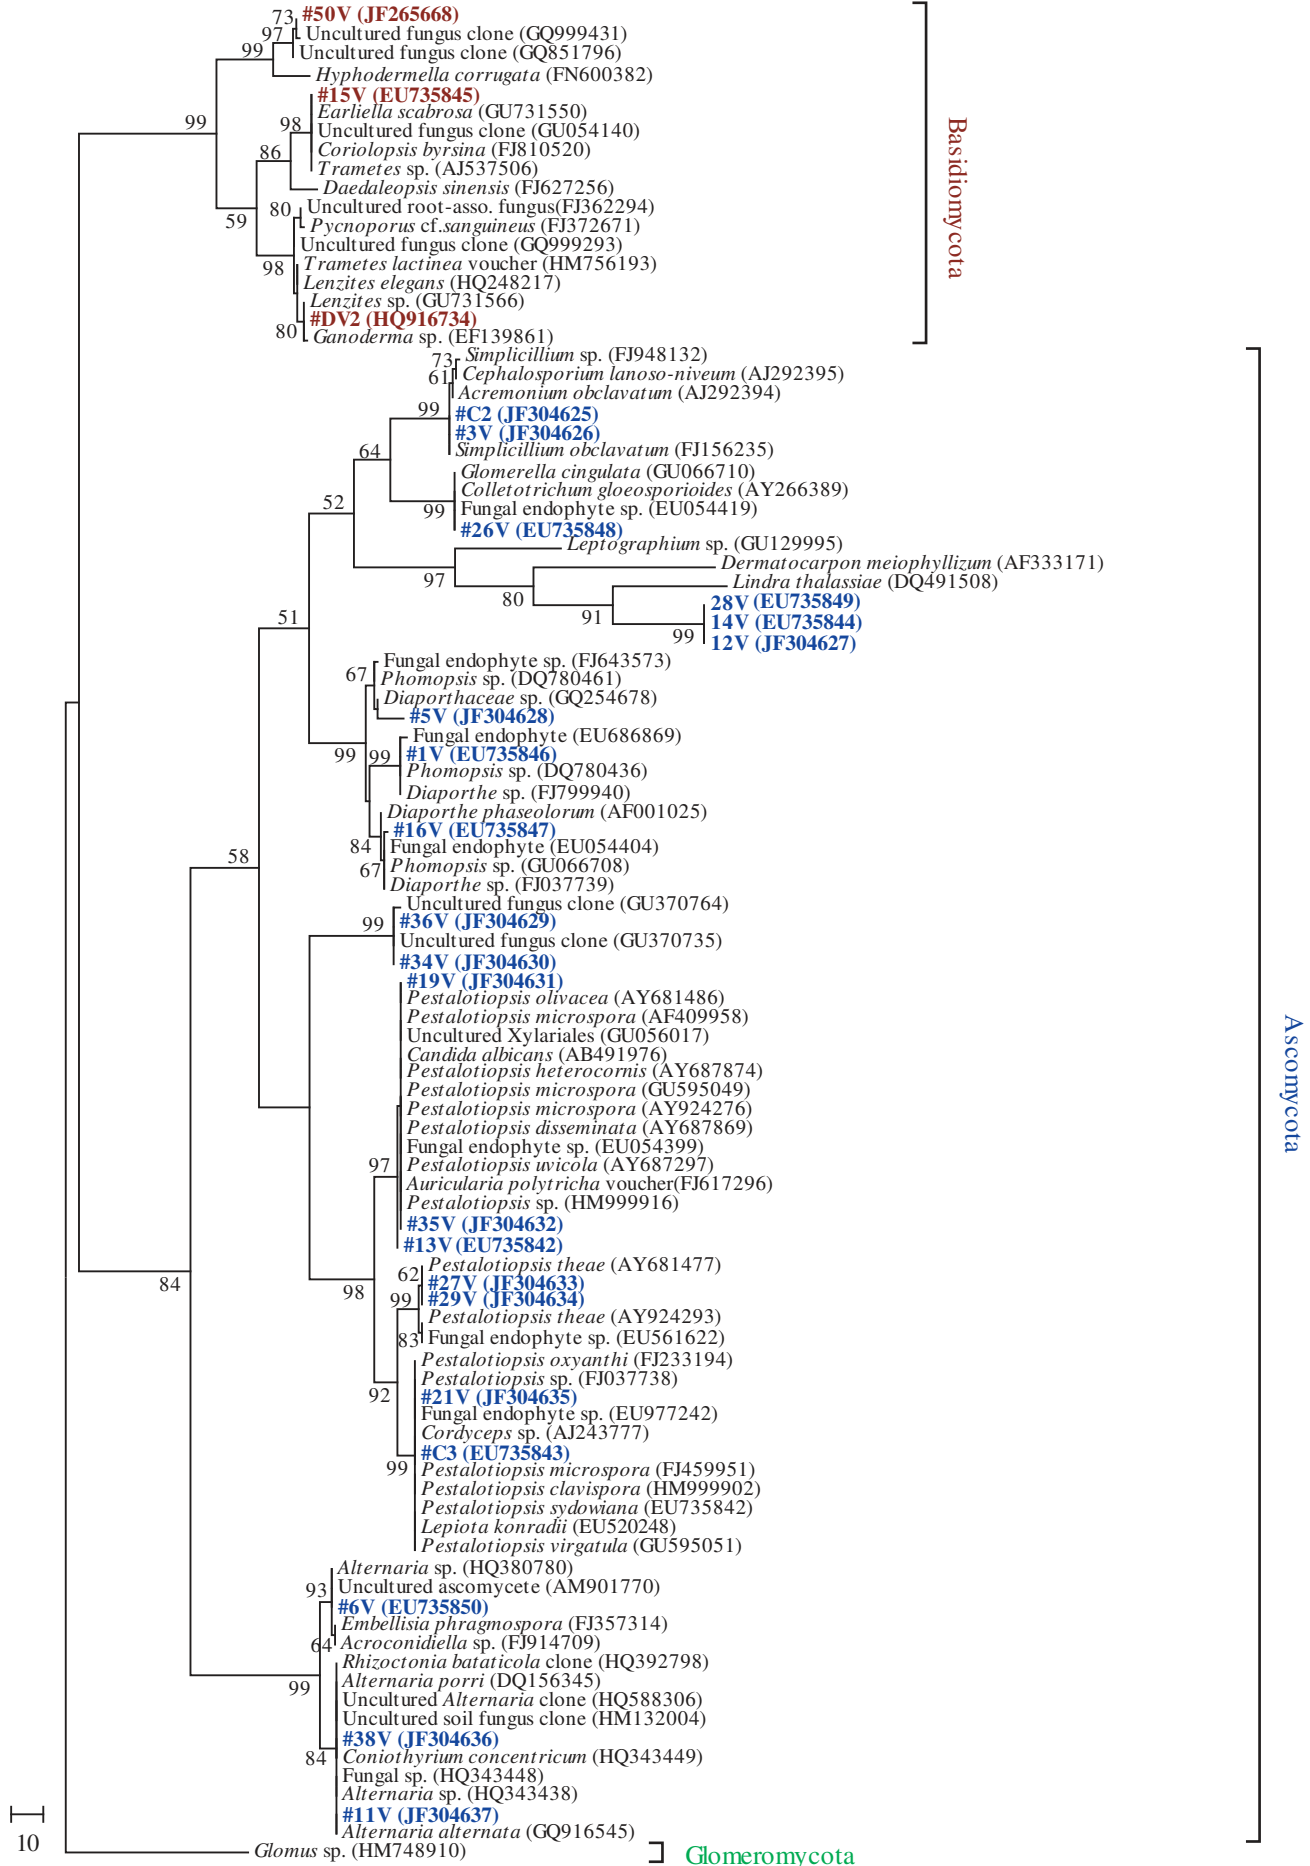 #50V (JF265668)
Uncultured fungus clone (GQ999431)
Uncultured fungus clone (GQ851796)
Hyphodermella corrugata (FN600382)
#15V (EU735845)
Earliella scabrosa (GU731550)
Uncultured fungus clone (GU054140)
Coriolopsis byrsina (FJ810520)
Trametes sp. (AJ537506)
Daedaleopsis sinensis (FJ627256)
Uncultured root-asso. fungus(FJ362294)
Pycnoporus cf.sanguineus (FJ372671)
Uncultured fungus clone (GQ999293)
Trametes lactinea voucher (HM756193)
Lenzites elegans (HQ248217)
Lenzites sp. (GU731566)
#DV2 (HQ916734)
Ganoderma sp. (EF139861)
Simplicillium sp. (FJ948132)
Cephalosporium lanoso-niveum (AJ292395)
Acremonium obclavatum (AJ292394)
#C2 (JF304625)
#3V (JF304626)
Simplicillium obclavatum (FJ156235)
Glomerella cingulata (GU066710)
Colletotrichum gloeosporioides (AY266389)
Fungal endophyte sp. (EU054419)
#26V (EU735848)
Leptographium sp. (GU129995)
Dermatocarpon meiophyllizum (AF333171)
Lindra thalassiae (DQ491508)
28V (EU735849)
14V (EU735844)
12V (JF304627)
Fungal endophyte sp. (FJ643573)
Phomopsis sp. (DQ780461)
Diaporthaceae sp. (GQ254678)
#5V (JF304628)
Fungal endophyte (EU686869)
#1V (EU735846)
Phomopsis sp. (DQ780436)
Diaporthe sp. (FJ799940)
Diaporthe phaseolorum (AF001025)
#16V (EU735847)
Fungal endophyte (EU054404)
Phomopsis sp. (GU066708)
Diaporthe sp. (FJ037739)
Uncultured fungus clone (GU370764)
#36V (JF304629)
Uncultured fungus clone (GU370735)
#34V (JF304630)
#19V (JF304631)
Pestalotiopsis olivacea (AY681486)
Pestalotiopsis microspora (AF409958)
Uncultured Xylariales (GU056017)
Candida albicans (AB491976)
Pestalotiopsis heterocornis (AY687874)
Pestalotiopsis microspora (GU595049)
Pestalotiopsis microspora (AY924276)
Pestalotiopsis disseminata (AY687869)
Fungal endophyte sp. (EU054399)
Pestalotiopsis uvicola (AY687297)
Auricularia polytricha voucher(FJ617296)
Pestalotiopsis sp. (HM999916)
#35V (JF304632)
#13V (EU735842)
Pestalotiopsis theae (AY681477)
#27V (JF304633)
#29V (JF304634)
Pestalotiopsis theae (AY924293)
Fungal endophyte sp. (EU561622)
Pestalotiopsis oxyanthi (FJ233194)
Pestalotiopsis sp. (FJ037738)
#21V (JF304635)
Fungal endophyte sp. (EU977242)
Cordyceps sp. (AJ243777)
#C3 (EU735843)
Pestalotiopsis microspora (FJ459951)
Pestalotiopsis clavispora (HM999902)
Pestalotiopsis sydowiana (EU735842)
Lepiota konradii (EU520248)
Pestalotiopsis virgatula (GU595051)
Alternaria sp. (HQ380780)
Uncultured ascomycete (AM901770)
#6V (EU735850)
Embellisia phragmospora (FJ357314)
Acroconidiella sp. (FJ914709)
Rhizoctonia bataticola clone (HQ392798)
Alternaria porri (DQ156345)
Uncultured Alternaria clone (HQ588306)
Uncultured soil fungus clone (HM132004)
#38V (JF304636)
Coniothyrium concentricum (HQ343449)
Fungal sp. (HQ343448)
Alternaria sp. (HQ343438)
#11V (JF304637)
Alternaria alternata (GQ916545)
Glomus sp. (HM748910)
73
97
99
99
98
86
59
80
98
80
73
61
99
64
99
52
97
80
91
99
51
67
99
99
84
67
58
99
97
98
62
99
83
92
99
84
93
64
99
84
10
Basidiomycota
Ascomycota
Glomeromycota